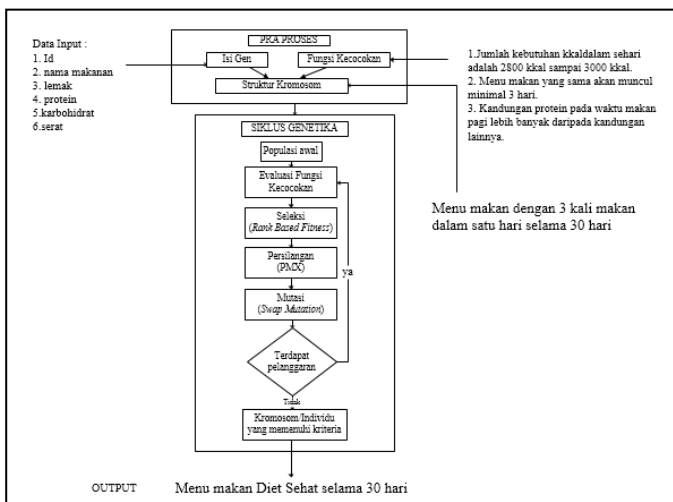 Data Input :
1. Id
2. nama makanan
3. lemak
4. protein
5.karbohidrat
6.serat
PRA PROSES
Isi Gen
Fungsi Kecocokan
Struktur Kromosom
1.Jumlah kebutuhan kkaldalam sehari
adalah 2800 kkal sampai 3000 kkal.
2. Menu makan yang sama akan muncul
minimal 3 hari.
3. Kandungan protein pada waktu makan
pagi lebih banyak daripada kandungan
lainnya.
Menu makan dengan 3 kali makan
dalam satu hari selama 30 hari
SIKLUS GENETIKA
Populasi awal
Evaluasi Fungsi
Kecocokan
Seleksi
(Rank Based Fitness)
Persilangan
(PMX)
ya
Mutasi
(Swap Mutation)
Terdapat
pelanggaran
Tidak
Kromosom/Individu
yang memenuhi kriteria
OUTPUT
Menu makan Diet Sehat selama 30 hari